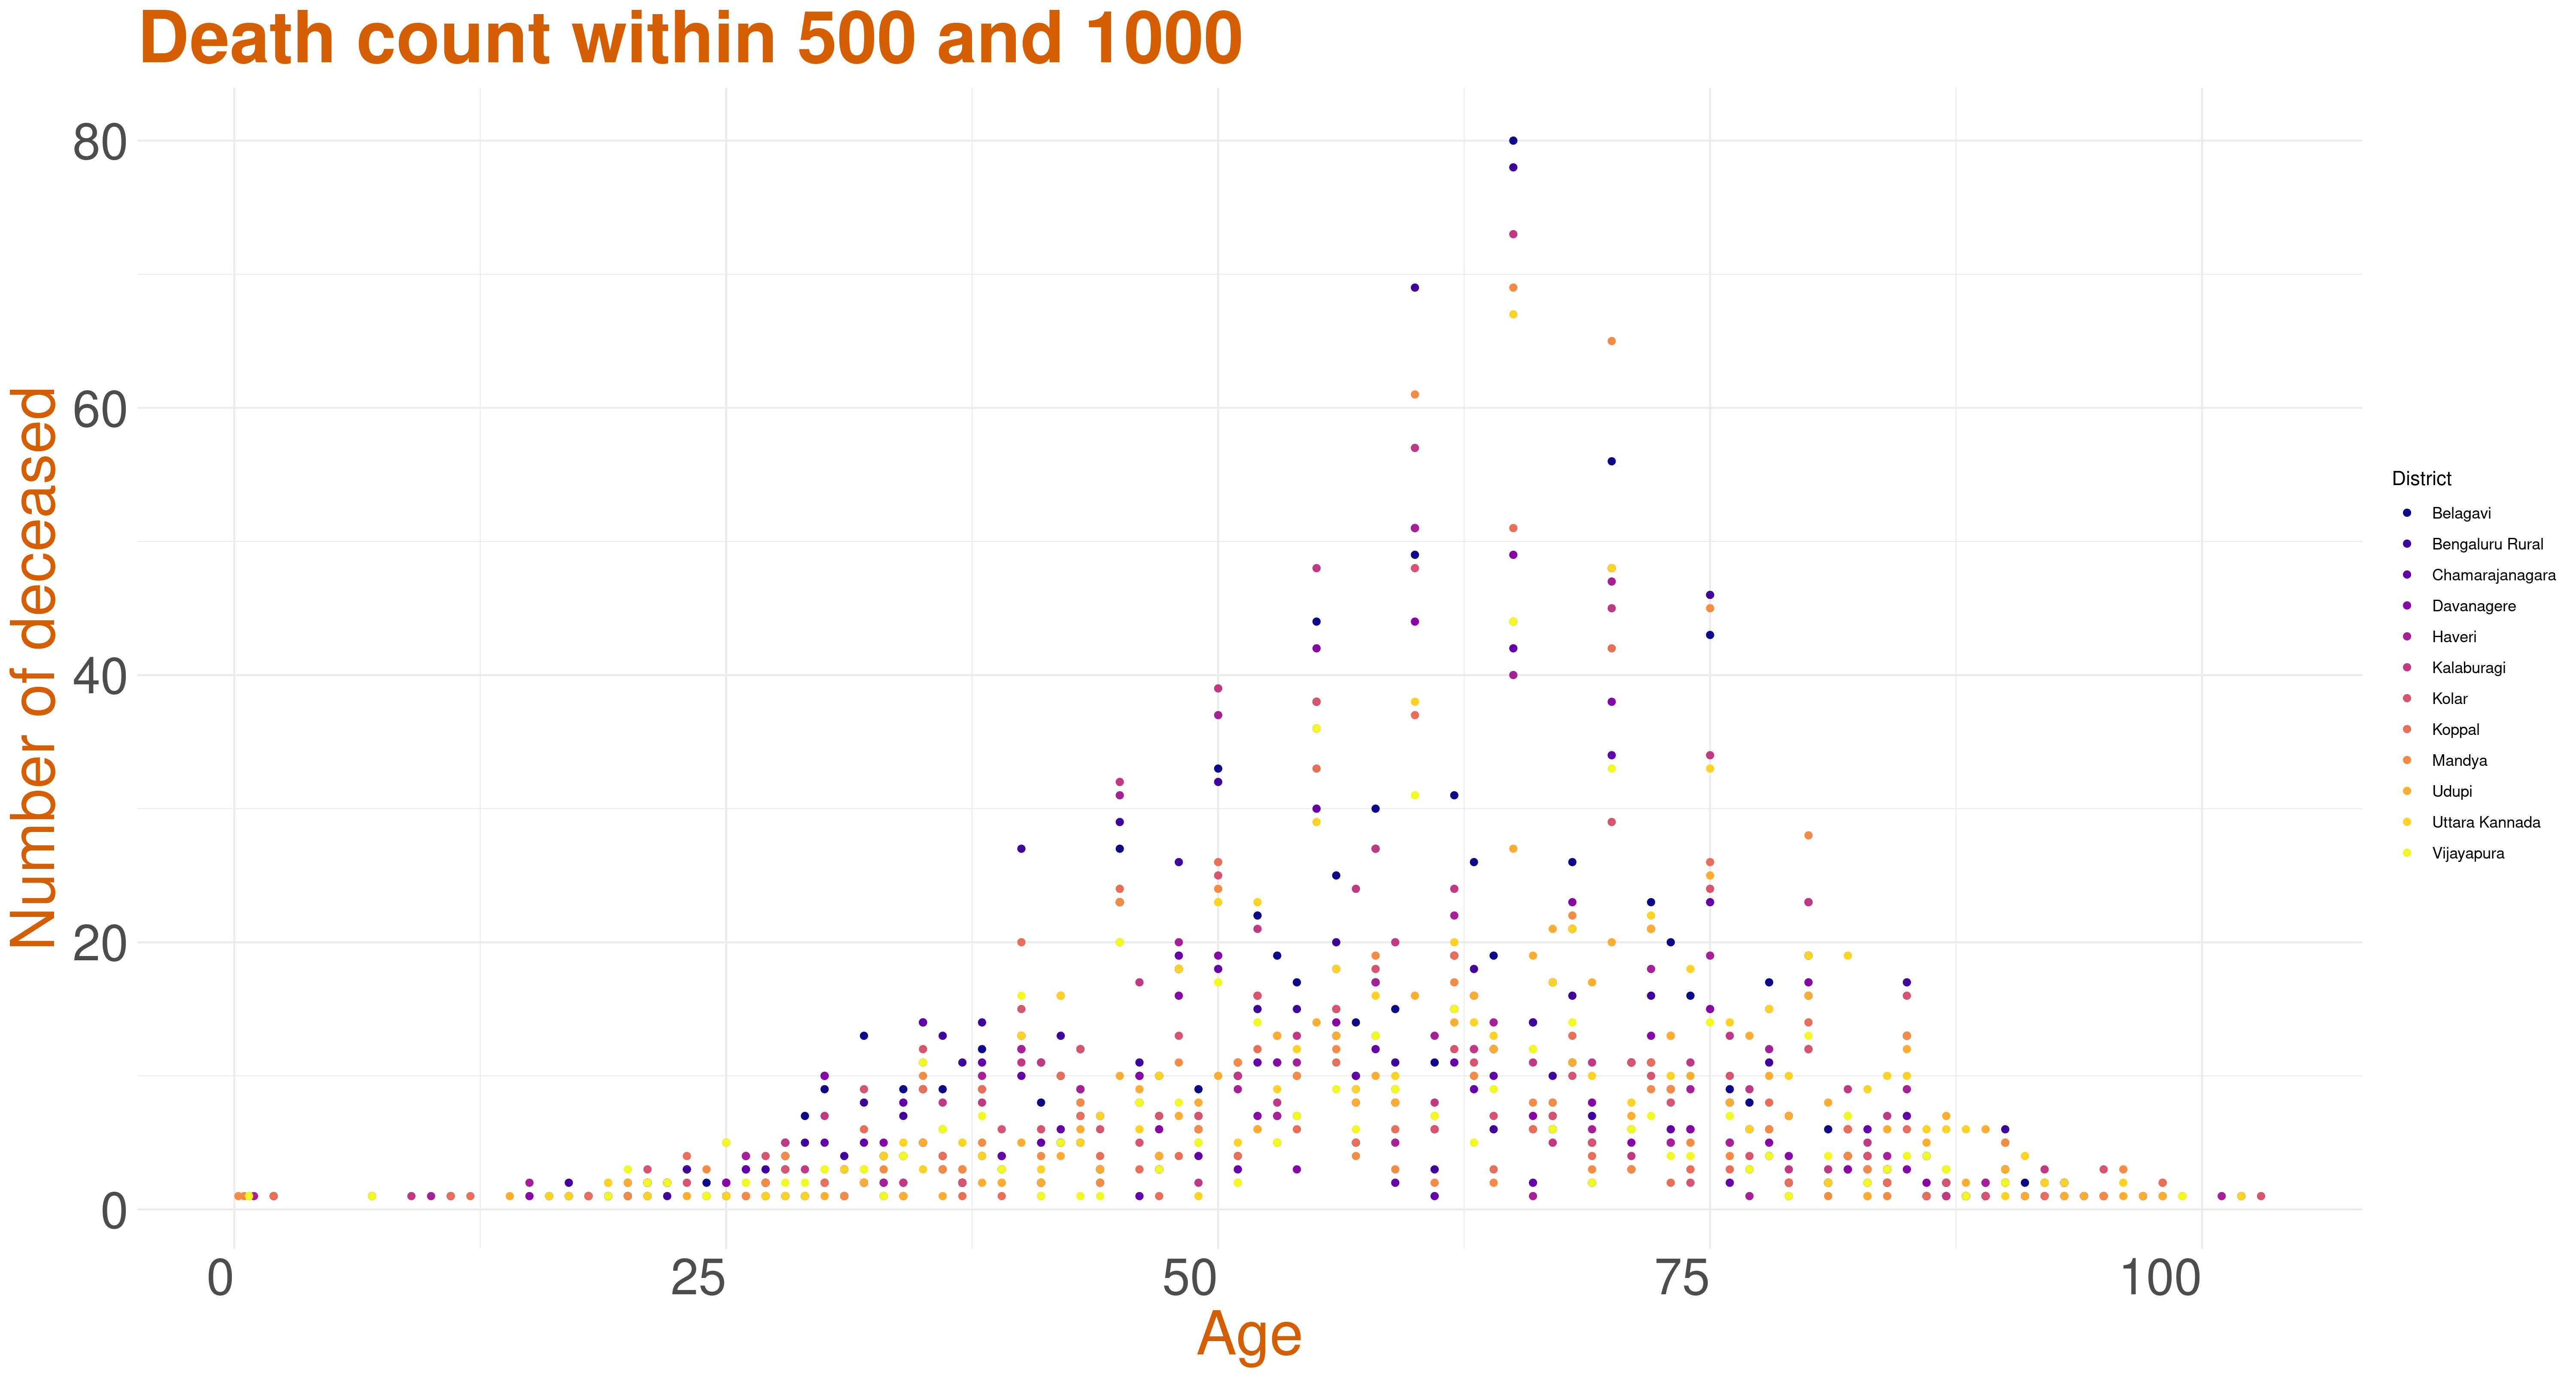 Death count within 500 and 1000
Number of deceased
80
60
40
20
0
0 25 50 75 100
Age
District
Belagavi
Bengaluru Rural
Chamarajanagara
Davanagere
Haveri
Kalaburagi
Kolar
Koppal
Mandya
Udupi
Uttara Kannada
Vijayapura